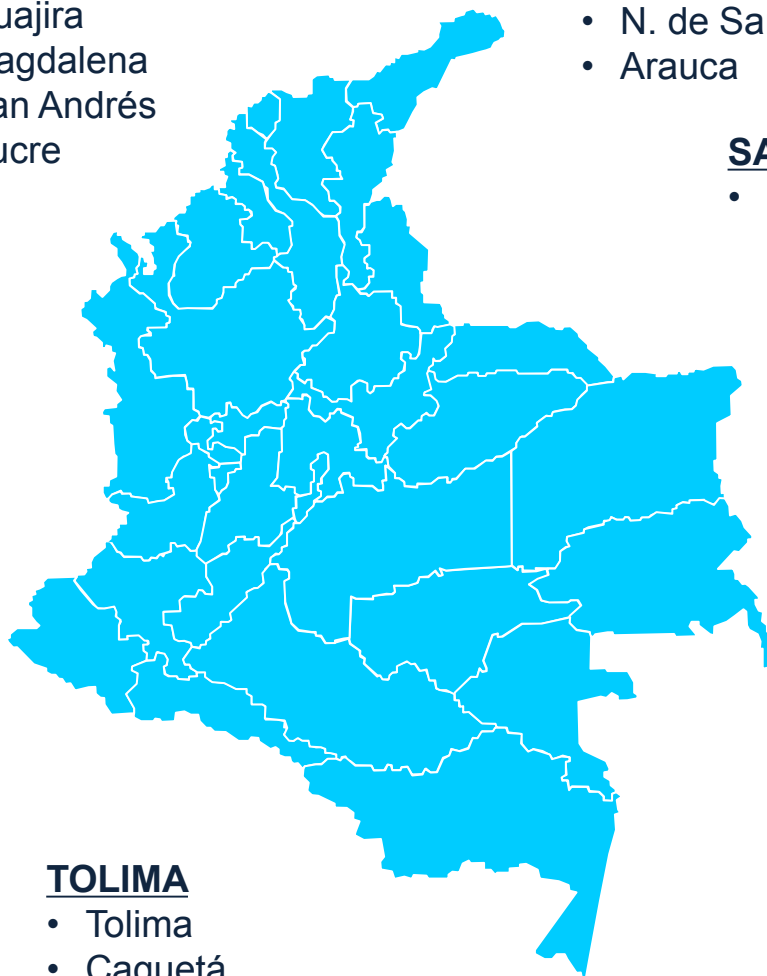 uajira
agdalena
an Andrés
ucre
• N. de Sa
• Arauca
SA
•
TOLIMA
• Tolima
• Caquetá